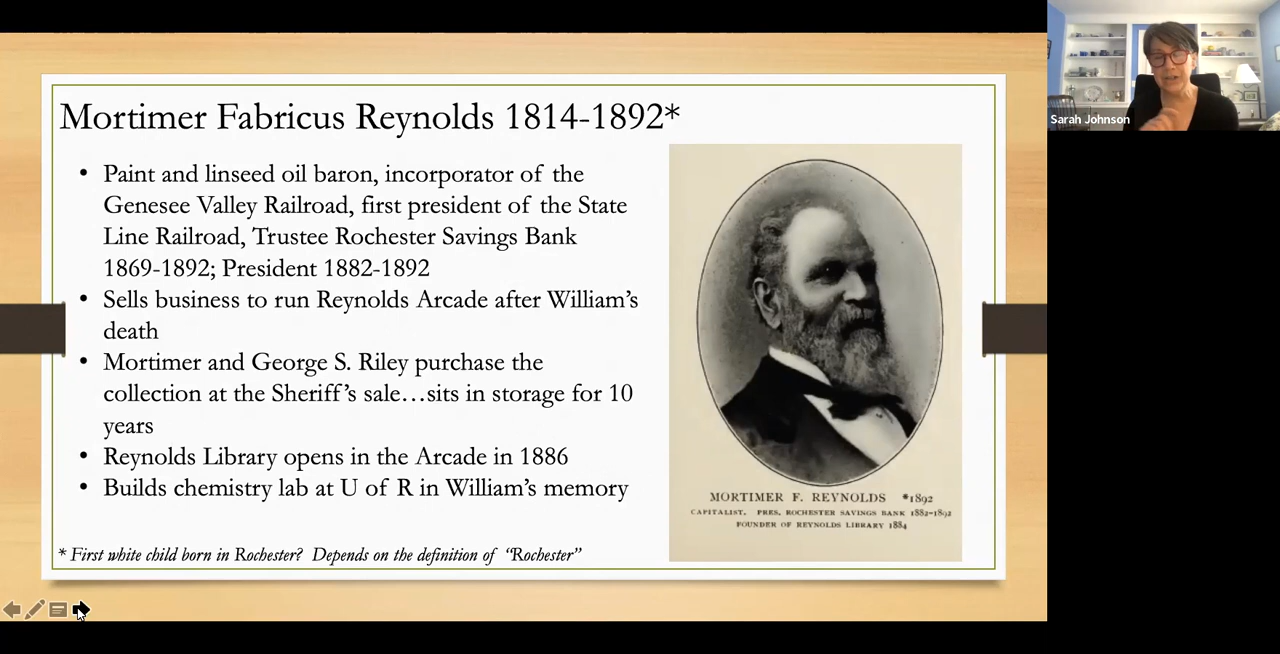 Mortimer Fabricus Reynolds 1814-1892*
• Paint and linseed oil baron, incorporator of the
Genesee Valley Railroad, first president of the State
Line Railroad, Trustee Rochester Savings Bank
1869-1892; President 1882-1892
• Sells business to run Reynolds Arcade after William’s
death
• Mortimer and George S. Riley purchase the
collection at the Sheriff’s sale…sits in storage for 10
years
• Reynolds Library opens in the Arcade in 1886
• Builds chemistry lab at U of R in William’s memory
* First white child born in Rochester? Depends on the definition of “Rochester”
MORTIMER F. REYNOLDS *1892
CAPITALIST. PRES. ROCHESTER SAVINGS BANK 1882-1892
FOUNDER OF REYNOLDS LIBRARY 1884
Sarah Johnson